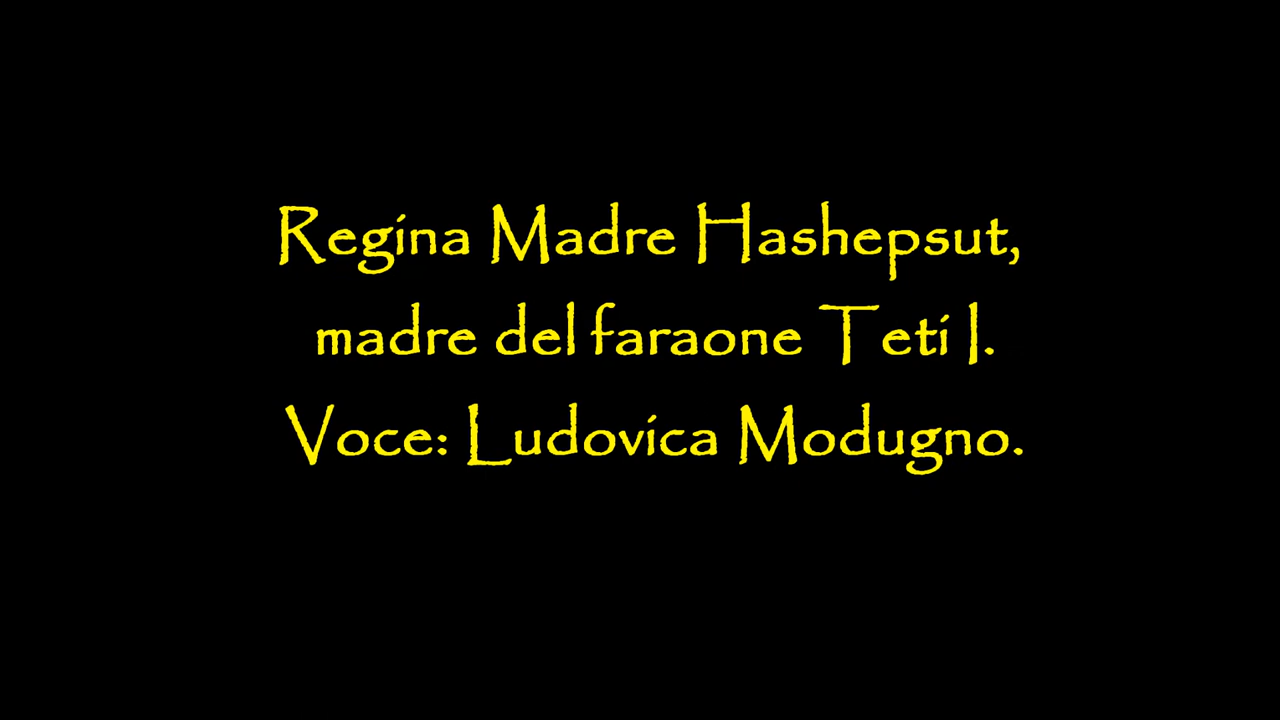 Regina Madre Hashepsut,
madre del faraone Teti I.
Voce: Ludovica Modugno.